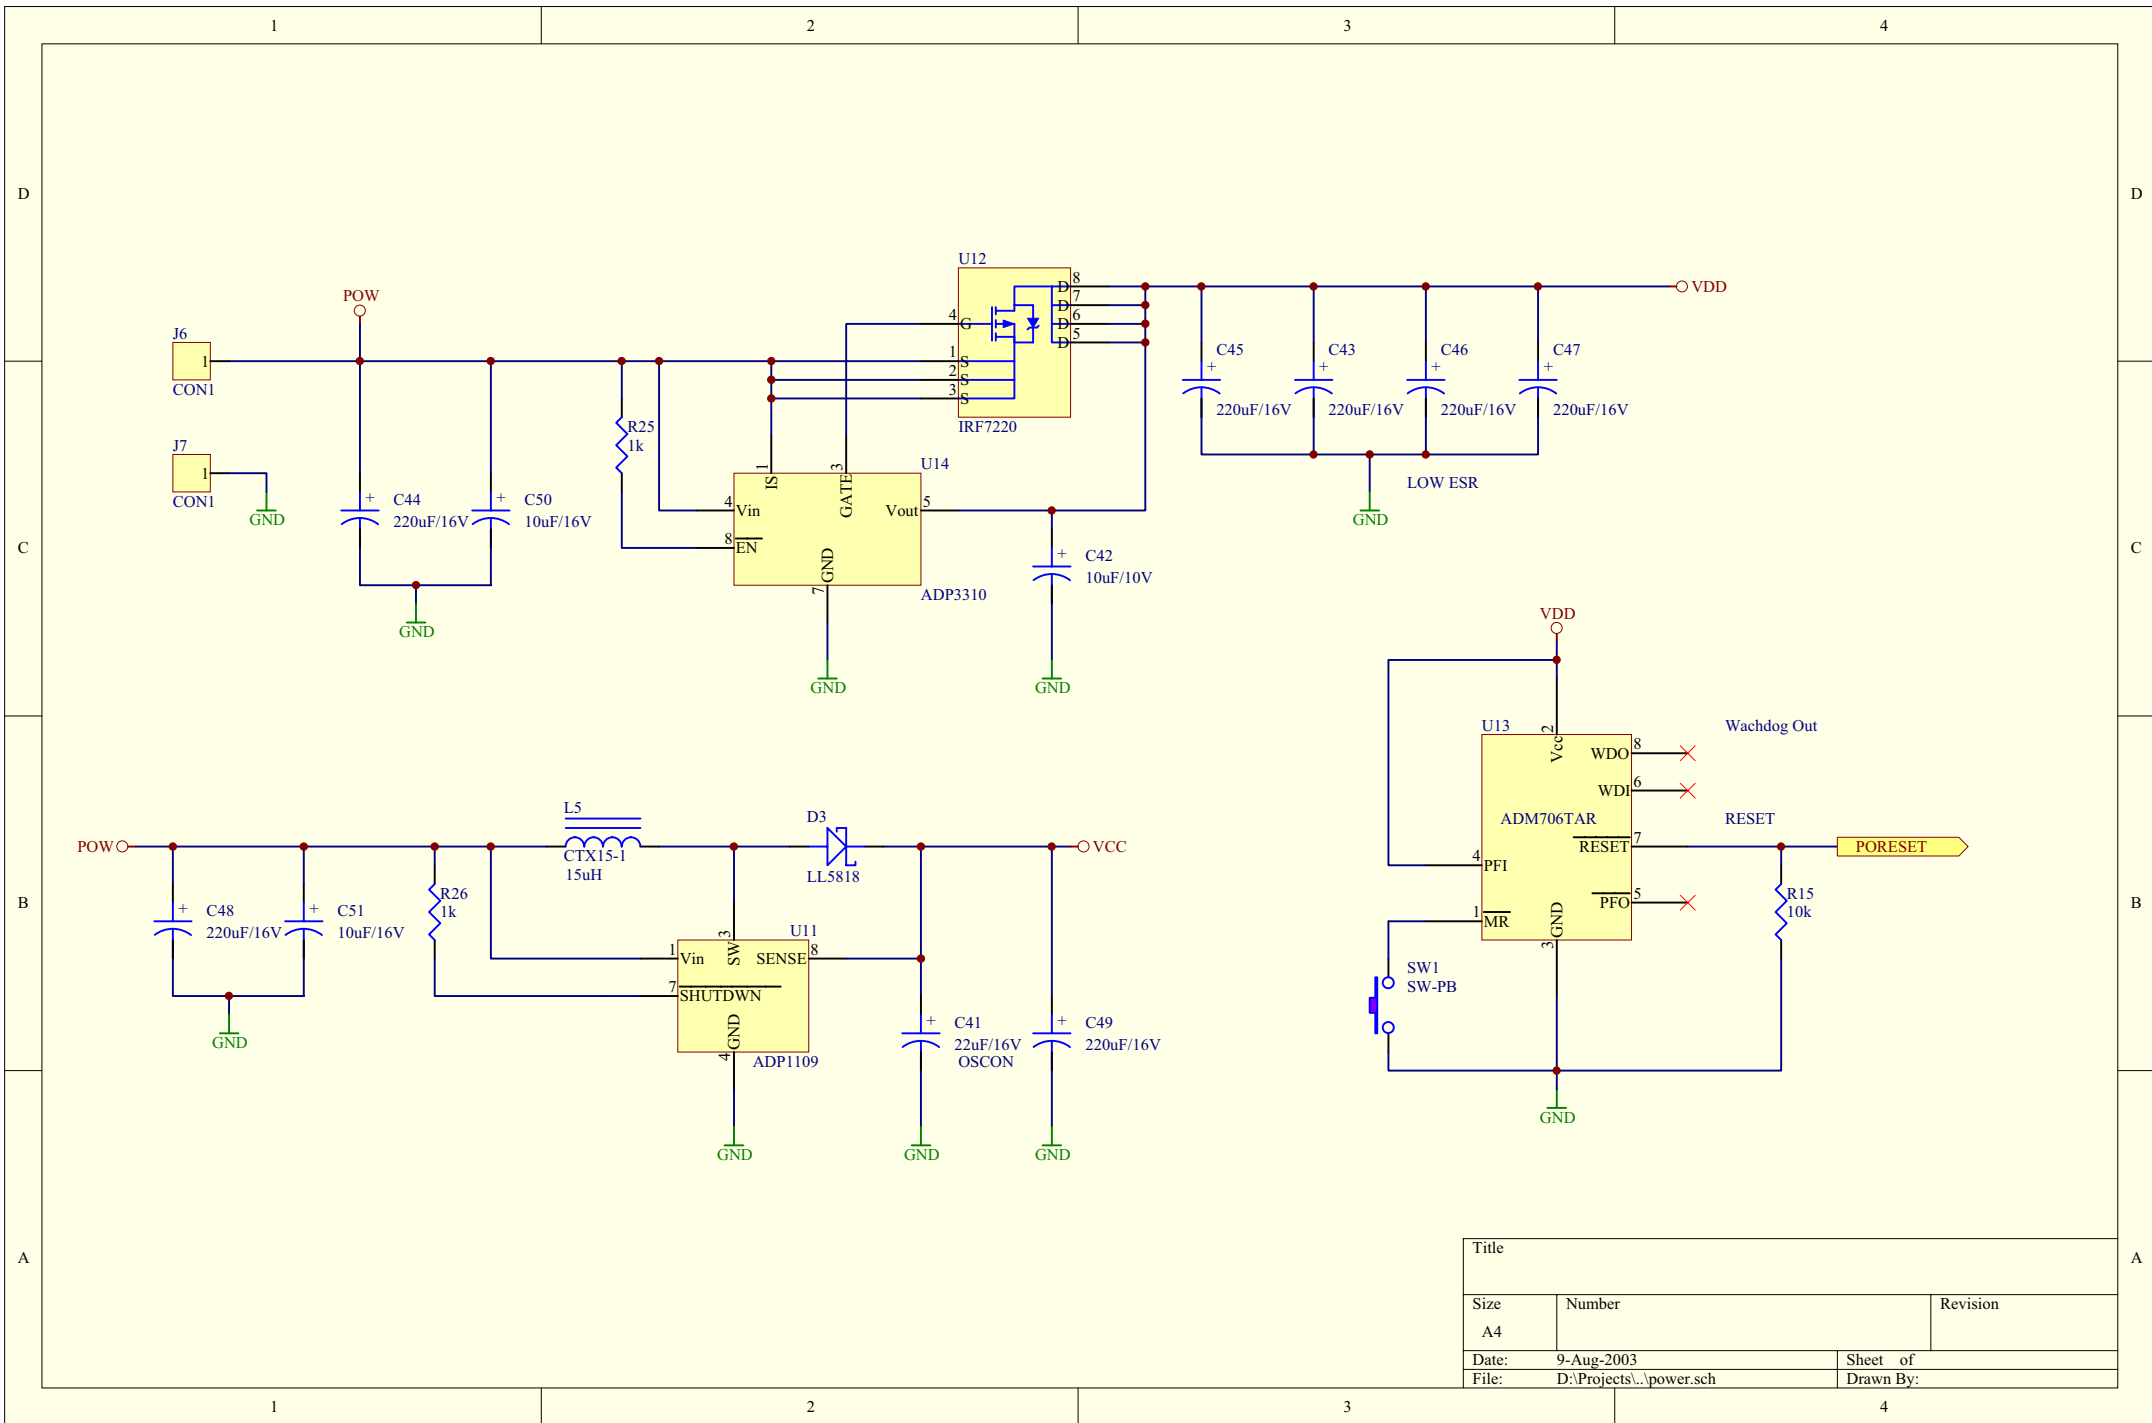 1 2 3 4
D D
C C
B B
A A
1 2 3 4
POW
J6
1
CON1
J7
1
CON1
GND
C44
220uF/16V
C50
10uF/16V
GND
R25
1k
U12
4 G
1 S
2 S
3 S
8 D
7 D
6 D
5 D
IRF7220
U14
1 IS
3 GATE
4 Vin
8 EN
Vout 5
7 GND
ADP3310
GND
C42
10uF/10V
GND
VDD
C45
220uF/16V
C43
220uF/16V
C46
220uF/16V
C47
220uF/16V
LOW ESR
GND
POW
C48
220uF/16V
C51
10uF/16V
GND
R26
1k
L5
CTX15-1
15uH
D3
LL5818
VCC
U11
3 SW
1 Vin
SENSE 8
7 SHUTDWN
4 GND
ADP1109
GND
C41
22uF/16V
OSCON
GND
C49
220uF/16V
GND
VDD
U13
2 Vcc
Wachdog Out
WDO 8
WDI 6
ADM706TAR
RESET
RESET 7
PORESET
4 PFI
PFO 5
1 MR
3 GND
R15
10k
SW1
SW-PB
GND
Title
Size
A4
Number
Revision
Date: 9-Aug-2003
Sheet of
File: D:\Projects\..\power.sch
Drawn By: